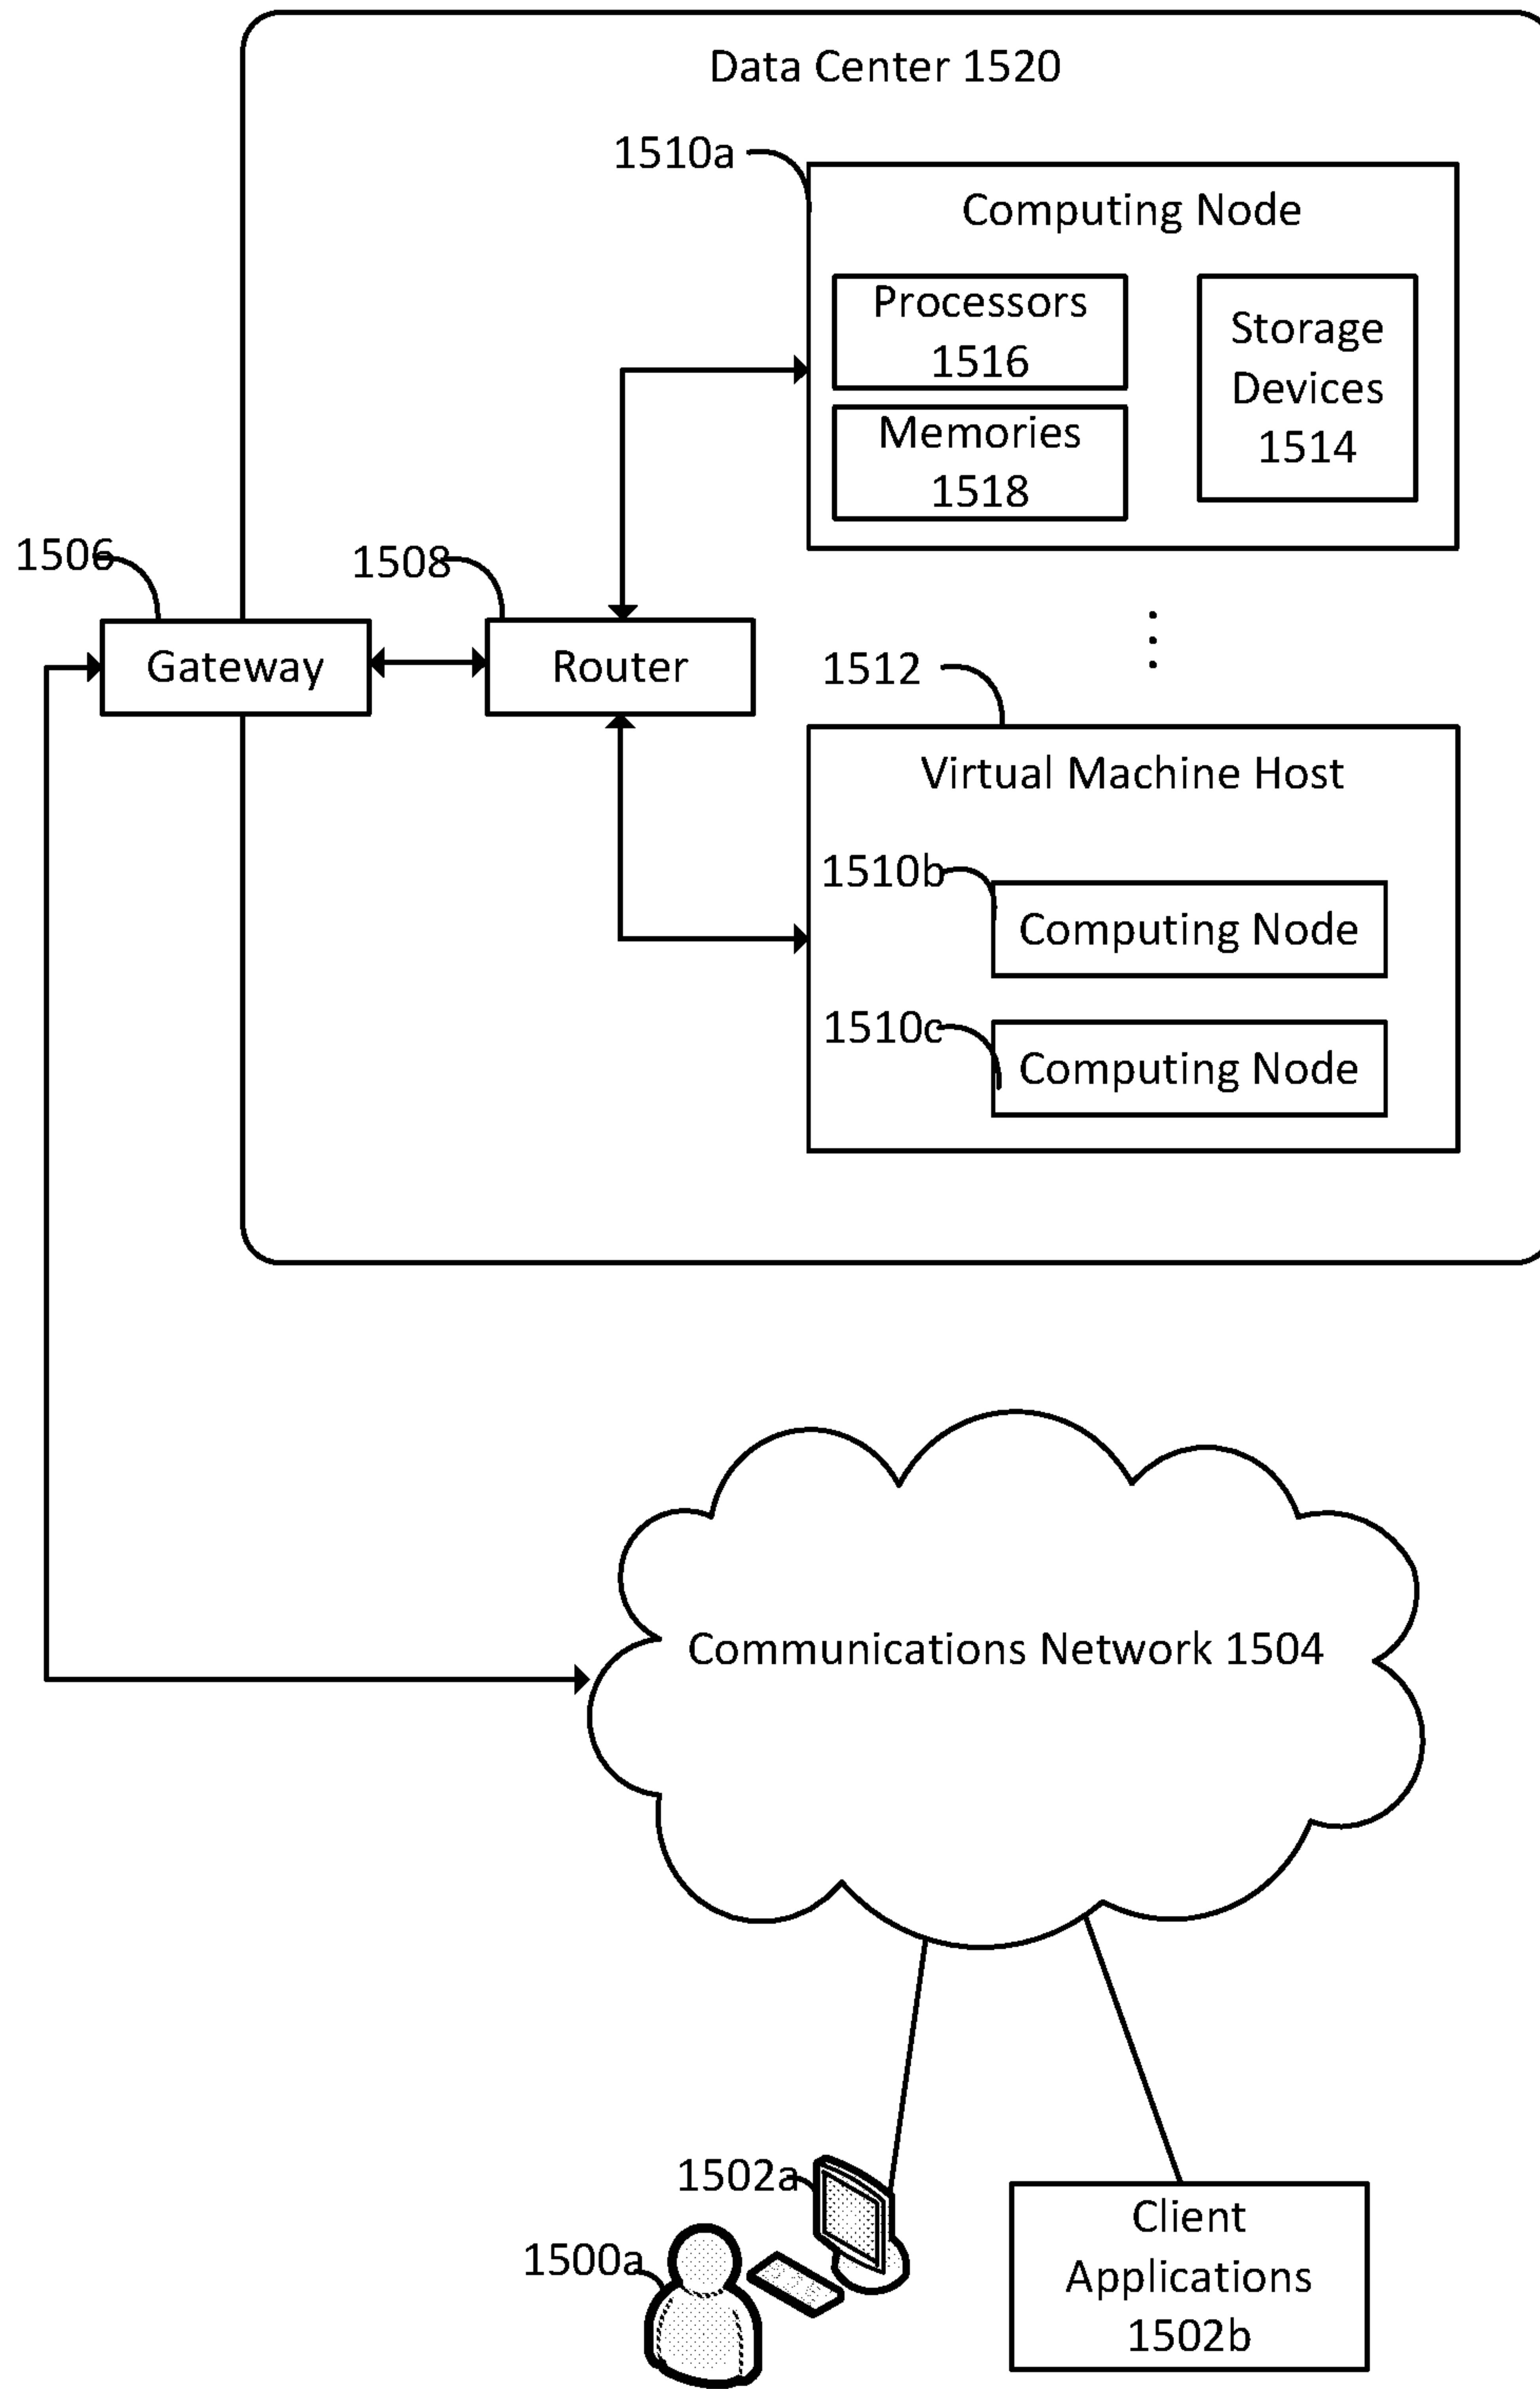 Data Center 1520
1510a
Computing Node
Processors
1516
Storage
Devices
1514
Memories
1518
1506
1508
Gateway
Router
1512
Virtual Machine Host
1510b
Computing Node
1510c
Computing Node
Communications Network 1504
1502a
1500a
Client
Applications
1502b